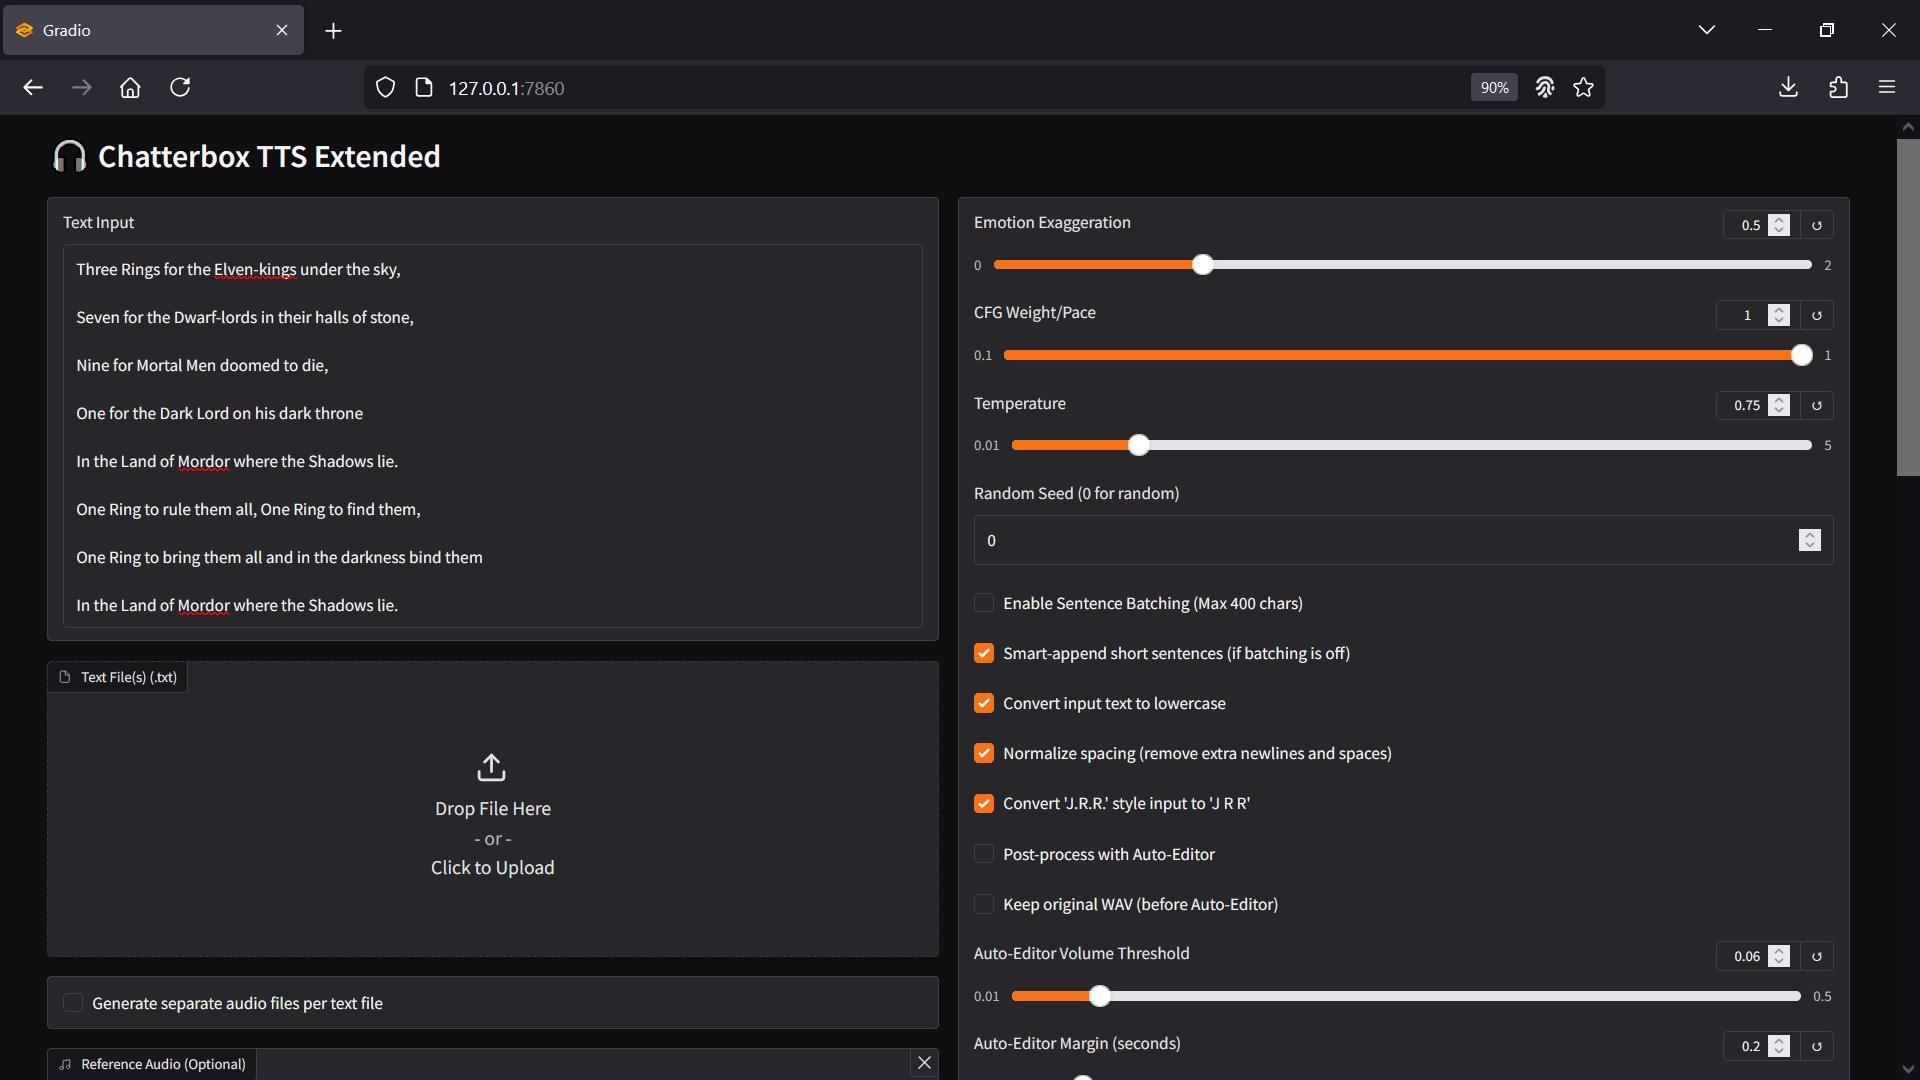 Gradio
127.0.0.1:7860
90%
Chatterbox TTS Extended
Text Input
Three Rings for the Elven-kings under the sky,
Seven for the Dwarf-lords in their halls of stone,
Nine for Mortal Men doomed to die,
One for the Dark Lord on his dark throne
In the Land of Mordor where the Shadows lie.
One Ring to rule them all, One Ring to find them,
One Ring to bring them all and in the darkness bind them
In the Land of Mordor where the Shadows lie.
Text File(s) (.txt)
Drop File Here
- or -
Click to Upload
Generate separate audio files per text file
Reference Audio (Optional)
Emotion Exaggeration
0.5
0
2
CFG Weight/Pace
1
0.1
1
Temperature
0.75
0.01
5
Random Seed (0 for random)
0
Enable Sentence Batching (Max 400 chars)
Smart-append short sentences (if batching is off)
Convert input text to lowercase
Normalize spacing (remove extra newlines and spaces)
Convert 'J.R.R.' style input to 'J R R'
Post-process with Auto-Editor
Keep original WAV (before Auto-Editor)
Auto-Editor Volume Threshold
0.06
0.01
0.5
Auto-Editor Margin (seconds)
0.2